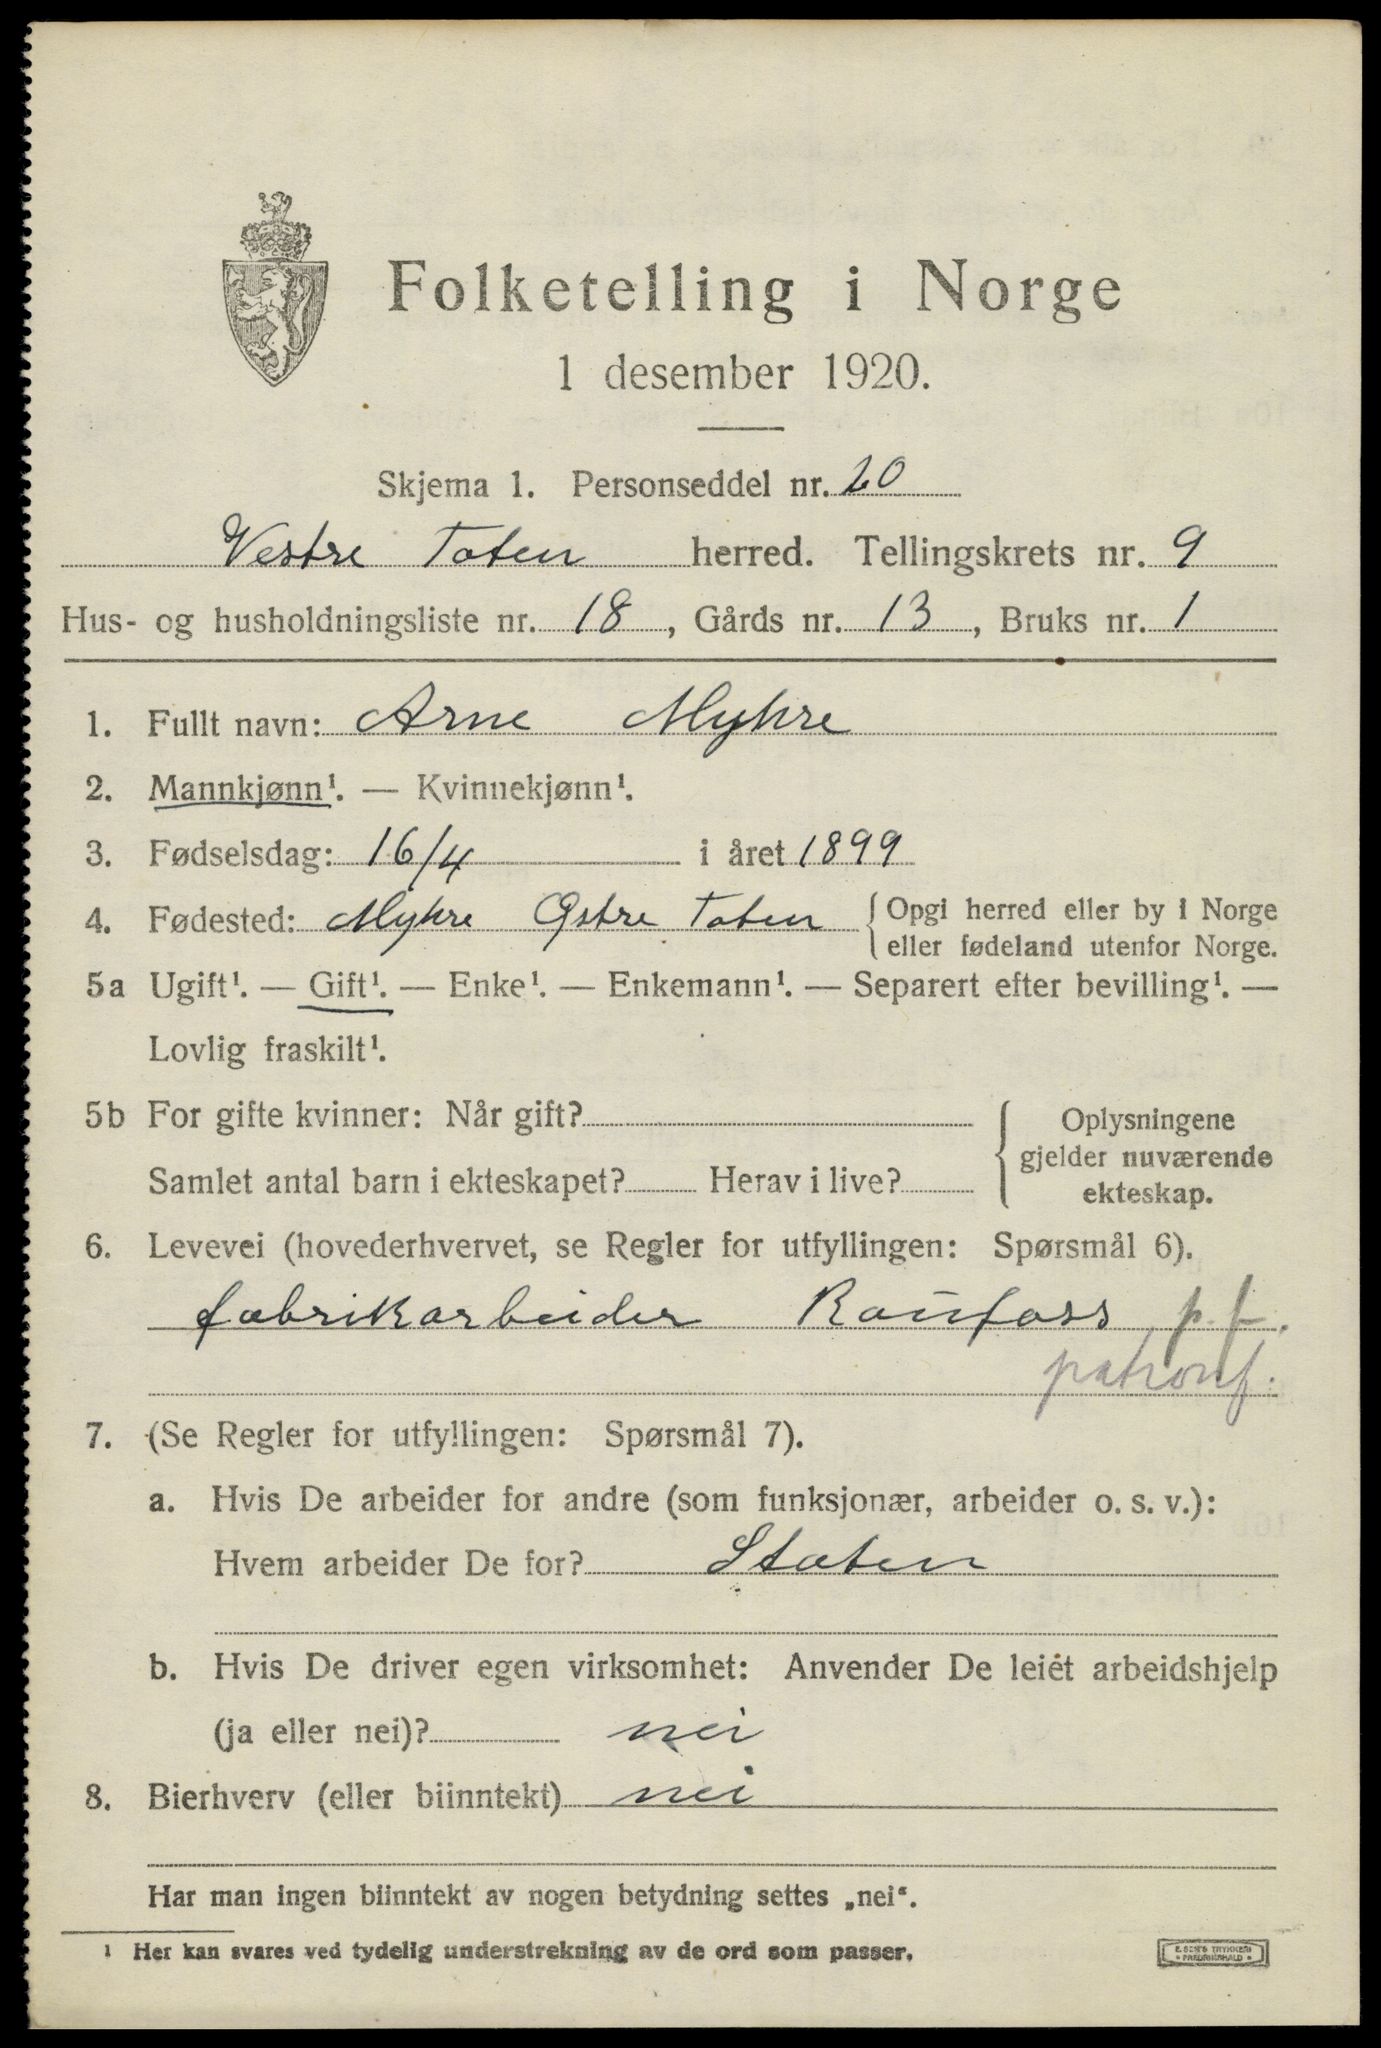 Folketelling i Norge
1 desember 1920.
Skjema 1. Personseddel nr. 20
Vestre Toten herred. Tellingskrets nr. 9
Hus- og husholdningsliste nr. 18, Gårds nr. 13, Bruks nr. 1
1. Fullt navn: Arne Myhre
2. Mannkjønn¹. — Kvinnekjønn¹.
3. Fødselsdag: 16/4 i året 1899
4. Fødested: Myhre Østre Toten { Opgi herred eller by i Norge
eller fødeland utenfor Norge.
5a Ugift¹. — Gift¹. — Enke¹. — Enkemann¹. — Separert efter bevilling¹. —
Lovlig fraskilt¹.
5b For gifte kvinner: Når gift?
Samlet antal barn i ekteskapet? Herav i live?
{ Oplysningene
gjelder nuværende
ekteskap.
6. Levevei (hovederhvervet, se Regler for utfyllingen: Spørsmål 6).
fabrikarbeider Raufoss p. f.
patronf.
7. (Se Regler for utfyllingen: Spørsmål 7).
a. Hvis De arbeider for andre (som funksjonær, arbeider o. s. v.):
Hvem arbeider De for? Staten
b. Hvis De driver egen virksomhet: Anvender De leiet arbeidshjelp
(ja eller nei)? nei
8. Bierhverv (eller biinntekt) nei
Har man ingen biinntekt av nogen betydning settes „nei“.
¹ Her kan svares ved tydelig understrekning av de ord som passer.
E. SEM'S TRYKKERI
• FREDRIKSHALD •